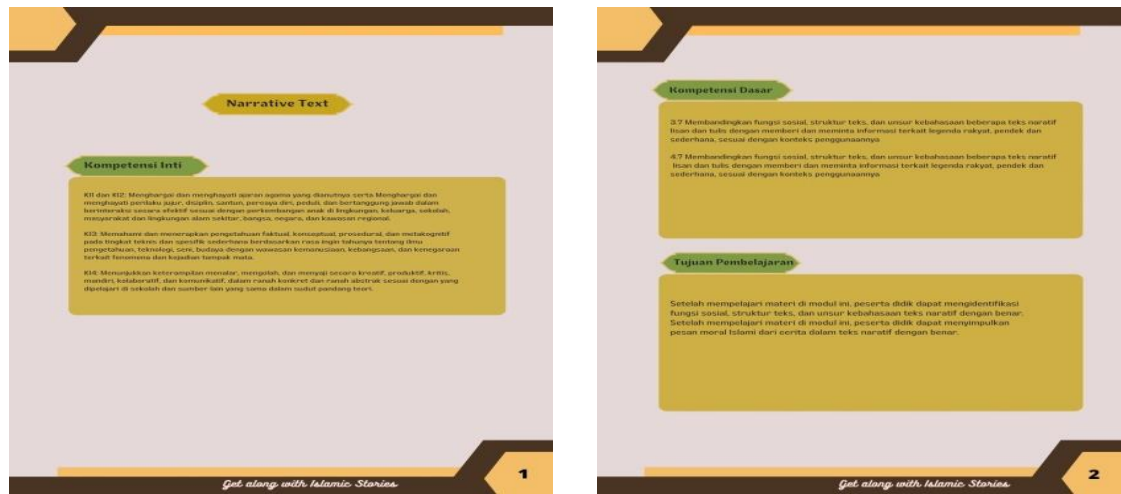 Narrative Text
Kompetensi Inti
KI1 dan KI2: Menghargai dan menghayati ajaran agama yang dianutnya serta Menghargai dan
menghayati perilaku jujur, disiplin, santun, percaya diri, peduli, dan bertanggung jawab dalam
berinteraksi secara efektif sesuai dengan perkembangan anak di lingkungan, keluarga, sekolah,
masyarakat dan lingkungan alam sekitar, bangsa, negara, dan kawasan regional.
KI3: Memahami dan menerapkan pengetahuan faktual, konseptual, prosedural, dan metakognitif
pada tingkat teknis dan spesifik sederhana berdasarkan rasa ingin tahunya tentang ilmu
pengetahuan, teknologi, seni, budaya dengan wawasan kemanusiaan, kebangsaan, dan kenegaraan
terkait fenomena dan kejadian tampak mata.
KI4: Menunjukkan keterampilan menalar, mengolah, dan menyaji secara kreatif, produktif, kritis,
mandiri, kolaboratif, dan komunikatif, dalam ranah konkret dan ranah abstrak sesuai dengan yang
dipelajari di sekolah dan sumber lain yang sama dalam sudut pandang teori.
Get along with Islamic Stories
1
Kompetensi Dasar
3.7 Membandingkan fungsi sosial, struktur teks, dan unsur kebahasaan beberapa teks naratif
lisan dan tulis dengan memberi dan meminta informasi terkait legenda rakyat, pendek dan
sederhana, sesuai dengan konteks penggunaannya
4.7 Membandingkan fungsi sosial, struktur teks, dan unsur kebahasaan beberapa teks naratif
lisan dan tulis dengan memberi dan meminta informasi terkait legenda rakyat, pendek dan
sederhana, sesuai dengan konteks penggunaannya
Tujuan Pembelajaran
Setelah mempelajari materi di modul ini, peserta didik dapat mengidentifikasi
fungsi sosial, struktur teks, dan unsur kebahasaan teks naratif dengan benar.
Setelah mempelajari materi di modul ini, peserta didik dapat menyimpulkan
pesan moral Islami dari cerita dalam teks naratif dengan benar.
Get along with Islamic Stories
2